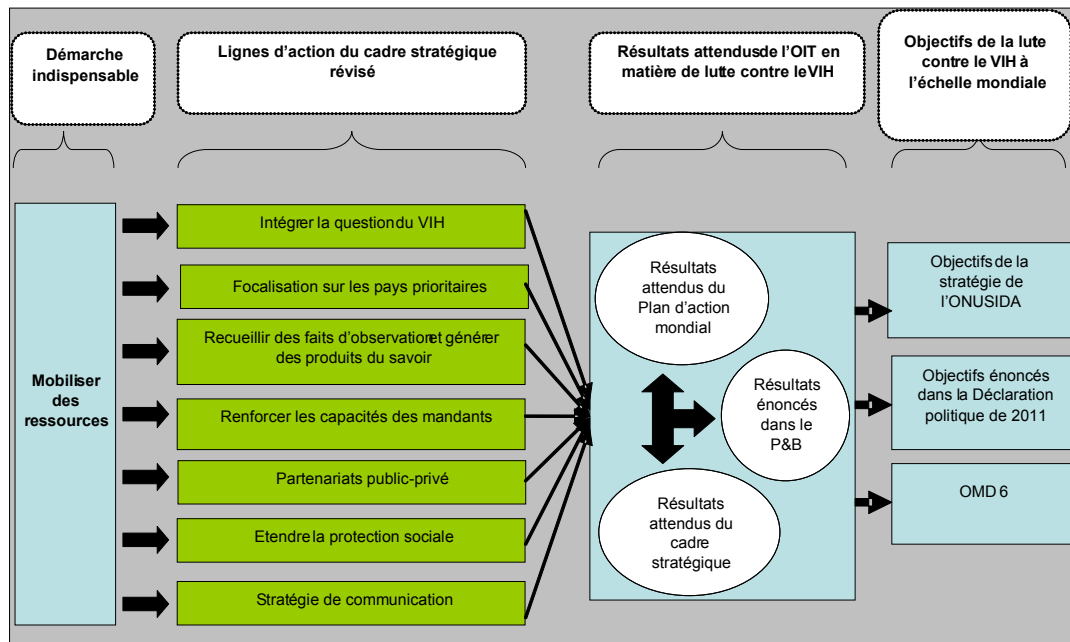 Démarche
indispensable
Lignes d'action du cadre stratégique
révisé
Résultats attendus de l'OIT en
matière de lutte contre le VIH
Objectifs de la lute
contre le VIH à
l'échelle mondiale
Mobiliser
des
ressources
Intégrer la question du VIH
Focalisation sur les pays prioritaires
Recueillir des faits d'observation et générer
des produits du savoir
Renforcer les capacités des mandants
Partenariats public-privé
Etendre la protection sociale
Stratégie de communication
Résultats
attendus du
Plan d'action
mondial
Résultats
énoncés
dans le
P&B
Résultats
attendus du
cadre
stratégique
Objectifs de la
stratégie de
l'ONUSIDA
Objectifs énoncés
dans la Déclaration
politique de 2011
OMD 6